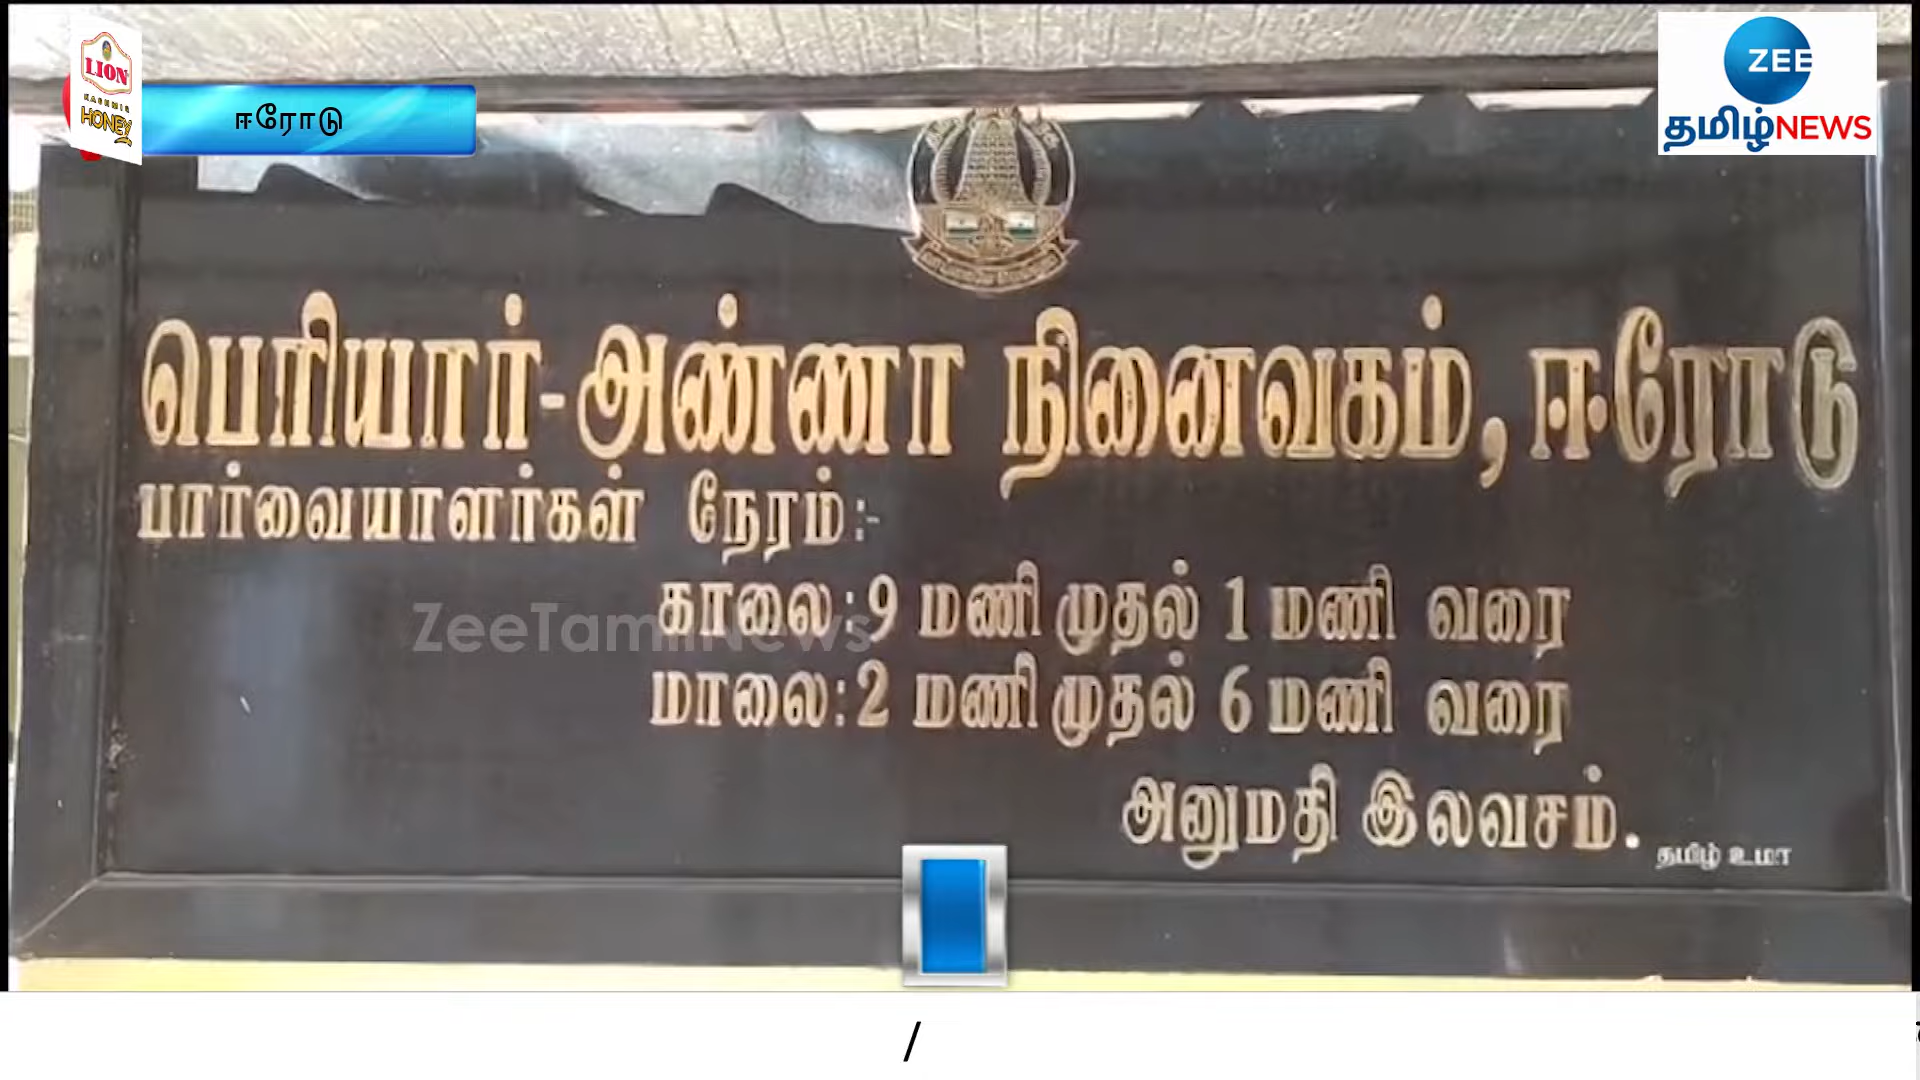 LION
KASHMIR
HONEY
ஈரோடு
ZEE
தமிழ்NEWS
பெரியார்-அண்ணா நினைவகம், ஈரோடு
பார்வையாளர்கள் நேரம்:-
காலை:9 மணி முதல் 1 மணி வரை
ZeeTamilNews
மாலை:2 மணி முதல் 6 மணி வரை
அனுமதி இலவசம்.
தமிழ் உமா
/